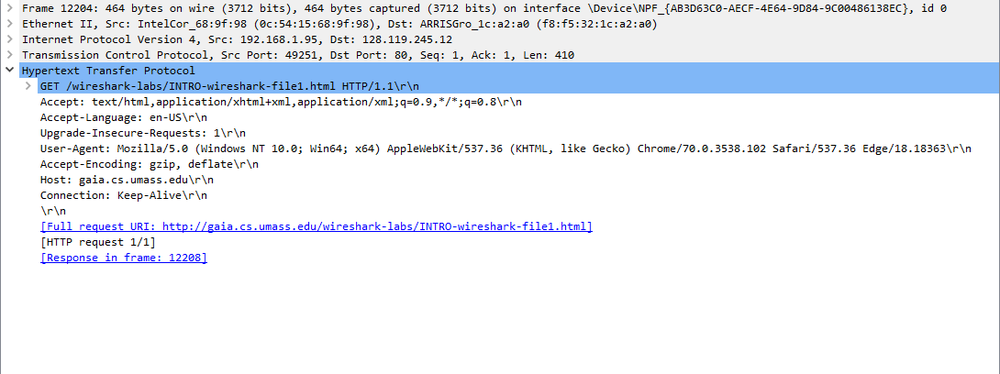 Frame 12204: 464 bytes on wire (3712 bits), 464 bytes captured (3712 bits) on interface \Device\NPF_{AB3D63C0-AECF-4E64-9D84-9C00486138EC}, id 0
Ethernet II, Src: IntelCor_68:9f:98 (0c:54:15:68:9f:98), Dst: ARRISGro_1c:a2:a0 (f8:f5:32:1c:a2:a0)
Internet Protocol Version 4, Src: 192.168.1.95, Dst: 128.119.245.12
Transmission Control Protocol, Src Port: 49251, Dst Port: 80, Seq: 1, Ack: 1, Len: 410
Hypertext Transfer Protocol
GET /wireshark-labs/INTRO-wireshark-file1.html HTTP/1.1\r\n
Accept: text/html,application/xhtml+xml,application/xml;q=0.9,*/*;q=0.8\r\n
Accept-Language: en-US\r\n
Upgrade-Insecure-Requests: 1\r\n
User-Agent: Mozilla/5.0 (Windows NT 10.0; Win64; x64) AppleWebKit/537.36 (KHTML, like Gecko) Chrome/70.0.3538.102 Safari/537.36 Edge/18.18363\r\n
Accept-Encoding: gzip, deflate\r\n
Host: gaia.cs.umass.edu\r\n
Connection: Keep-Alive\r\n
\r\n
[Full request URI: http://gaia.cs.umass.edu/wireshark-labs/INTRO-wireshark-file1.html]
[HTTP request 1/1]
[Response in frame: 12208]